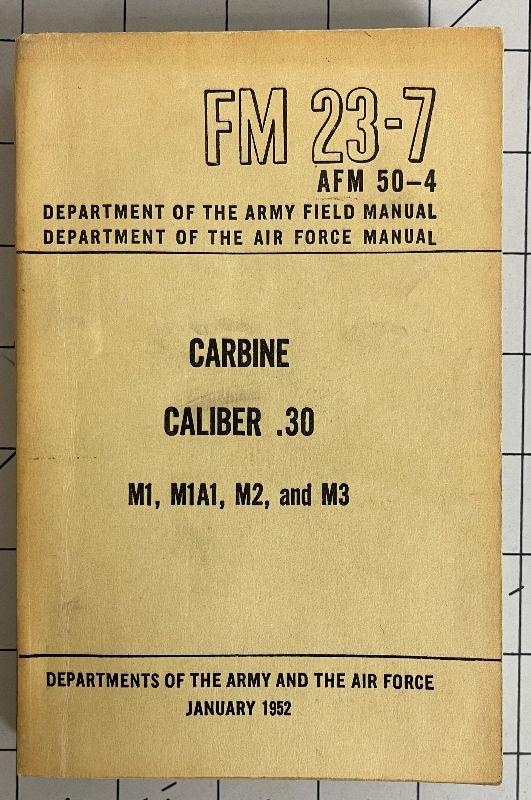 FM 23-7
AFM 50-4
DEPARTMENT OF THE ARMY FIELD MANUAL
DEPARTMENT OF THE AIR FORCE MANUAL
CARBINE
CALIBER .30
M1, M1A1, M2, and M3
DEPARTMENTS OF THE ARMY AND THE AIR FORCE
JANUARY 1952